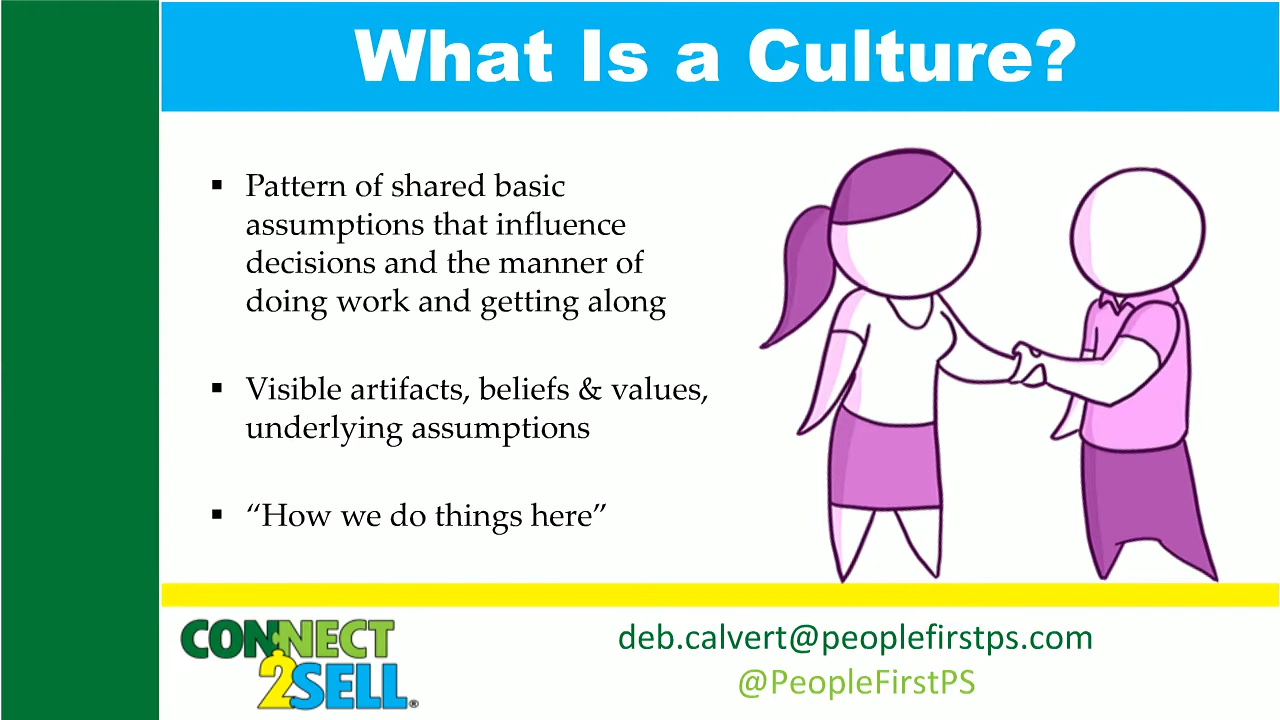 What Is a Culture?
▪ Pattern of shared basic
assumptions that influence
decisions and the manner of
doing work and getting along
▪ Visible artifacts, beliefs & values,
underlying assumptions
▪ “How we do things here”
CONNECT
2SELL®
deb.calvert@peoplefirstps.com
@PeopleFirstPS